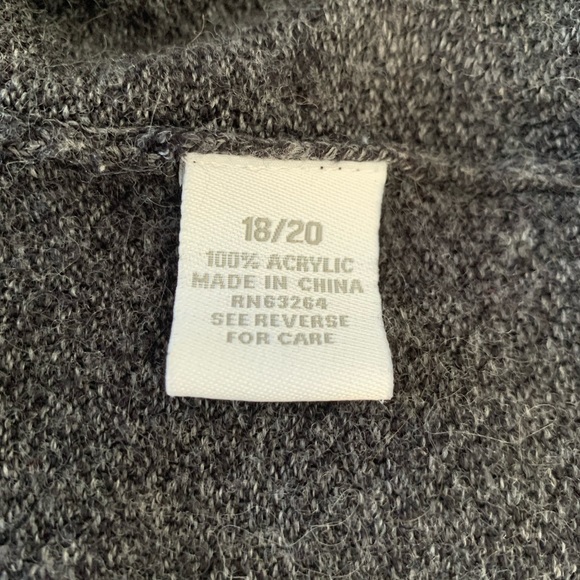 18/20
100% ACRYLIC
MADE IN CHINA
RN63264
SEE REVERSE
FOR CARE